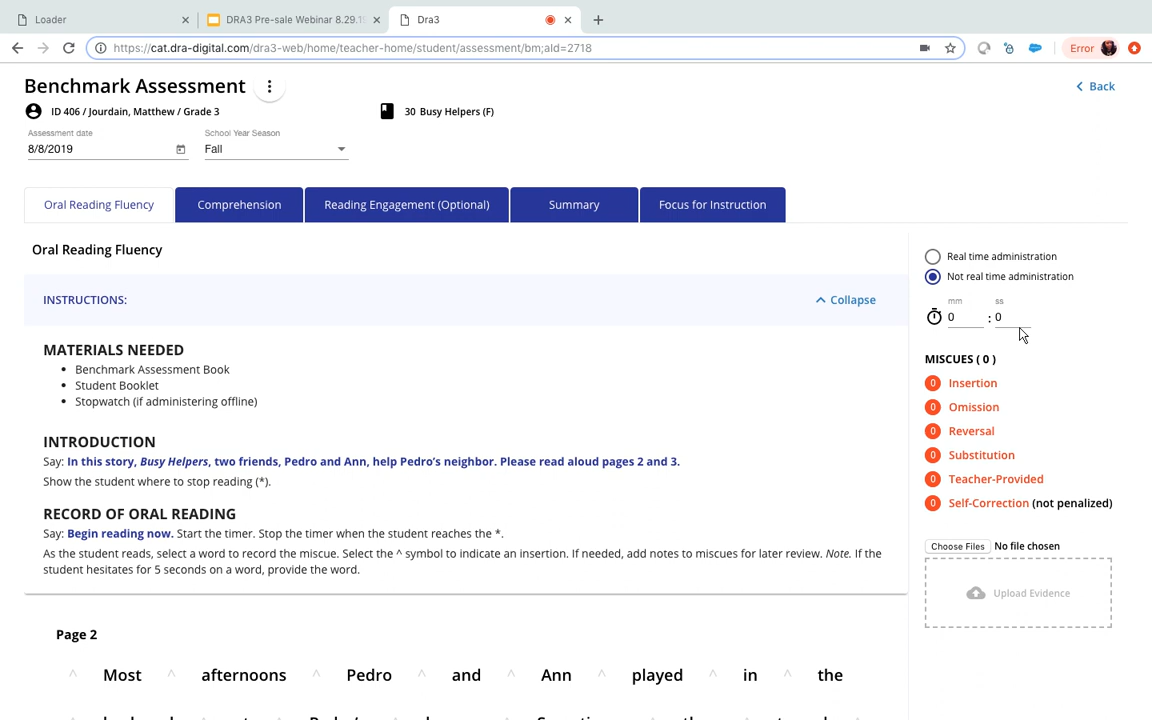 Loader
DRA3 Pre-sale Webinar 8.29.1
Dra3
https://cat.dra-digital.com/dra3-web/home/teacher-home/student/assessment/bm;aId=2718
Error
Benchmark Assessment
Back
ID 406 / Jourdain, Matthew / Grade 3
30 Busy Helpers (F)
Assessment date
School Year Season
8/8/2019
Fall
Oral Reading Fluency
Comprehension
Reading Engagement (Optional)
Summary
Focus for Instruction
Oral Reading Fluency
INSTRUCTIONS:
Collapse
MATERIALS NEEDED
• Benchmark Assessment Book
• Student Booklet
• Stopwatch (if administering offline)
INTRODUCTION
Say: In this story, Busy Helpers, two friends, Pedro and Ann, help Pedro's neighbor. Please read aloud pages 2 and 3.
Show the student where to stop reading (*).
RECORD OF ORAL READING
Say: Begin reading now. Start the timer. Stop the timer when the student reaches the *.
As the student reads, select a word to record the miscue. Select the ^ symbol to indicate an insertion. If needed, add notes to miscues for later review. Note. If the
student hesitates for 5 seconds on a word, provide the word.
Page 2
^ Most ^ afternoons ^ Pedro ^ and ^ Ann ^ played ^ in ^ the
Real time administration
Not real time administration
mm ss
0 : 0
MISCUES ( 0 )
0 Insertion
0 Omission
0 Reversal
0 Substitution
0 Teacher-Provided
0 Self-Correction (not penalized)
Choose Files No file chosen
Upload Evidence